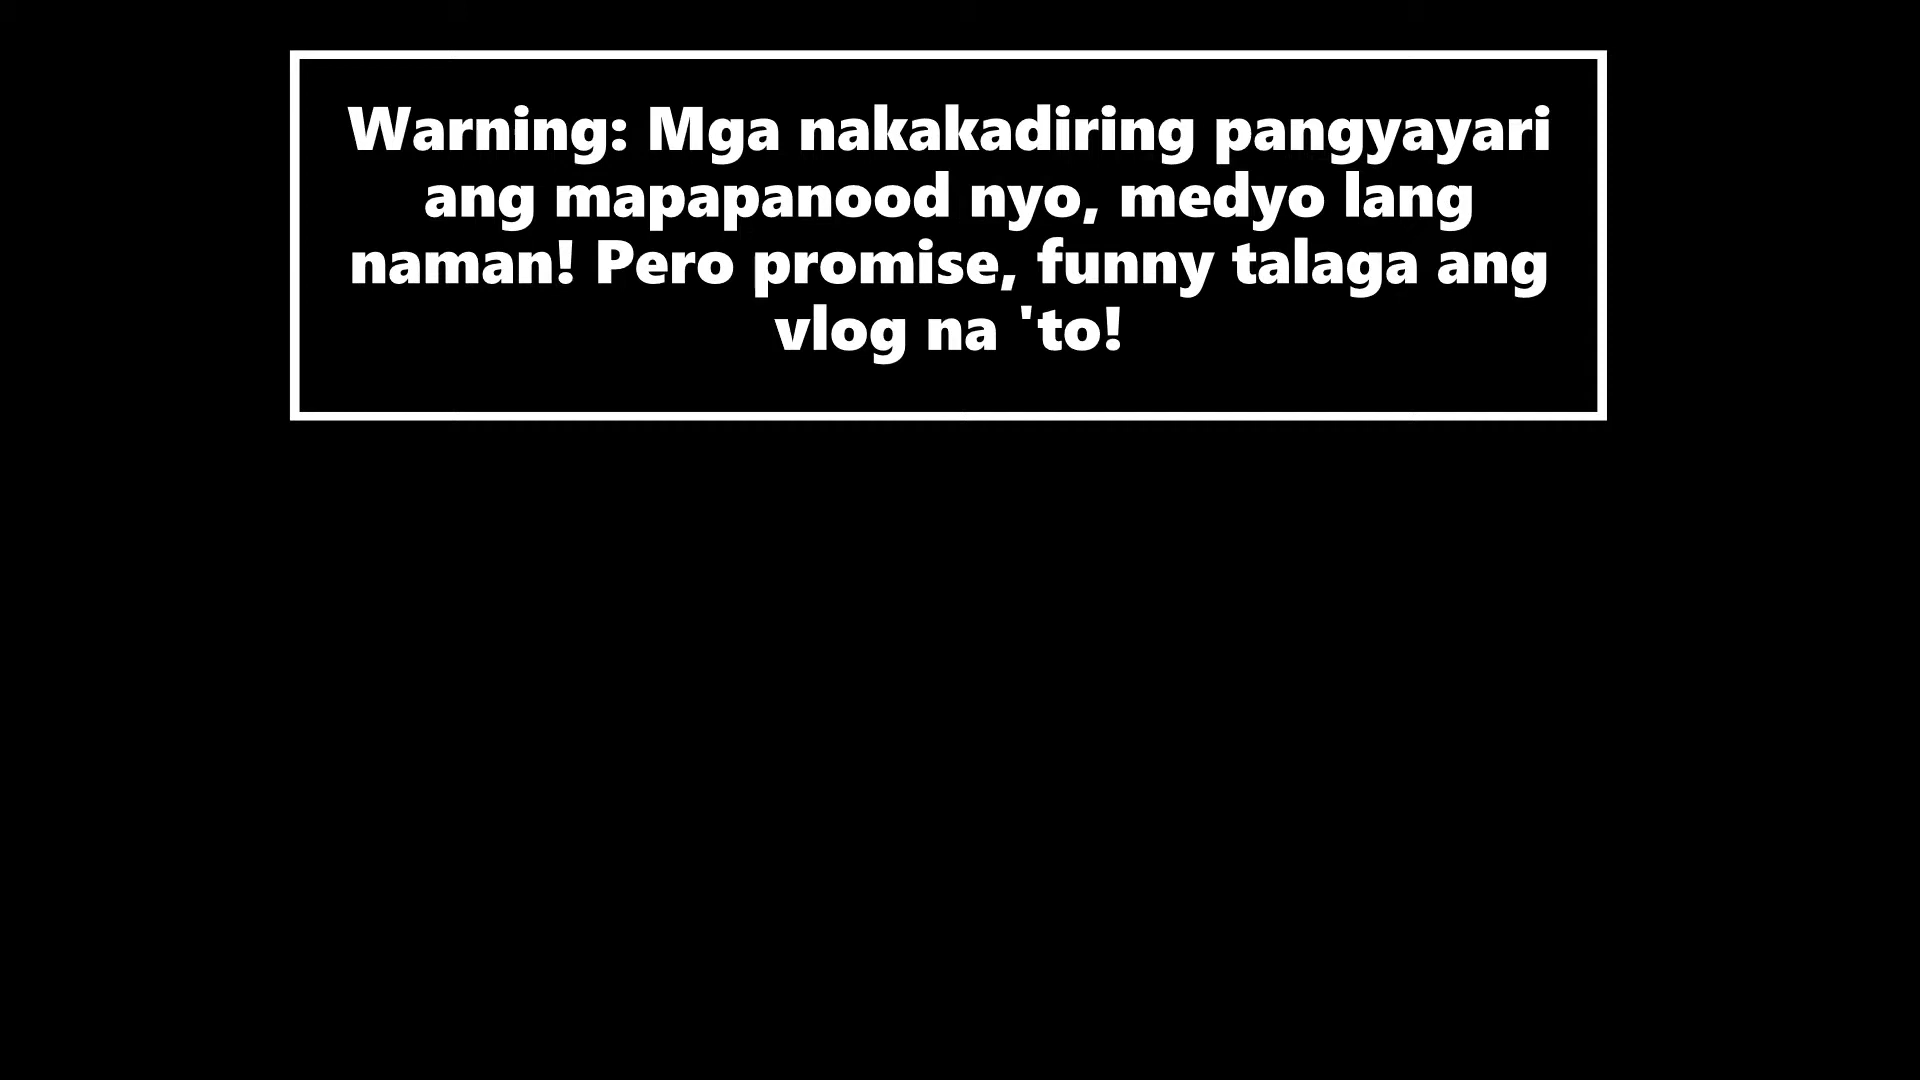 Warning: Mga nakakadiring pangyayari
ang mapapanood nyo, medyo lang
naman! Pero promise, funny talaga ang
vlog na 'to!